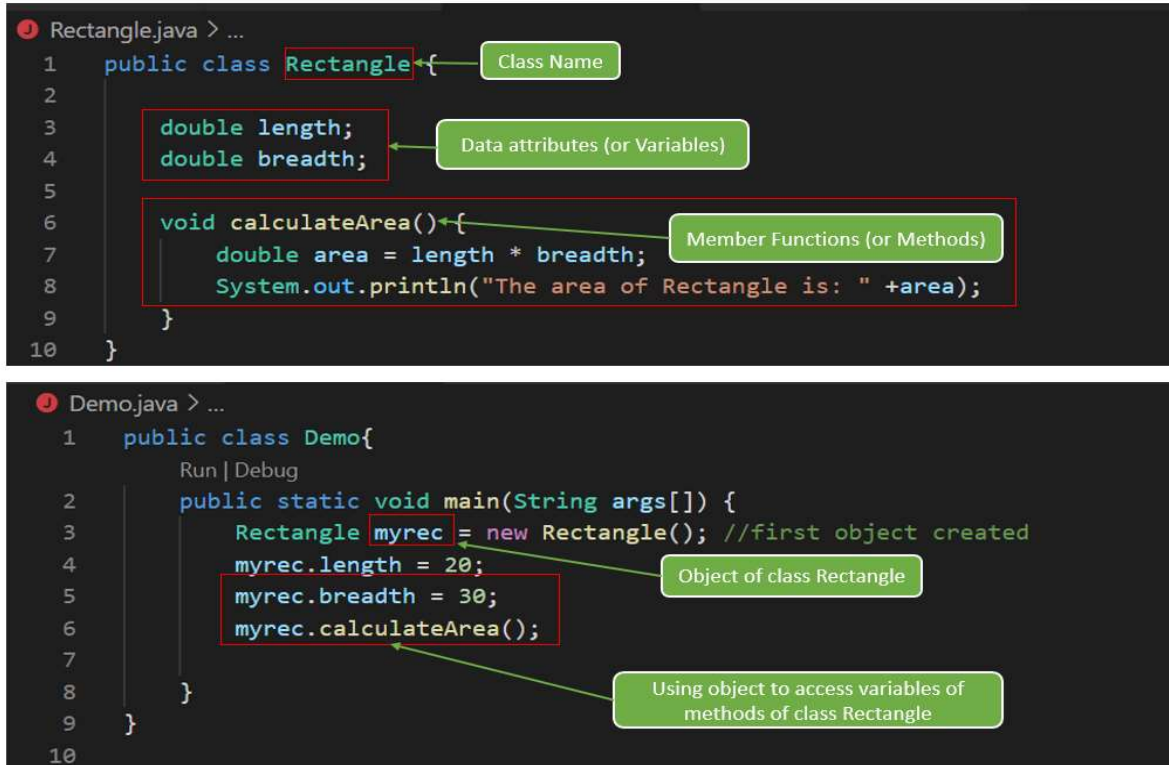 Rectangle.java > ...
1 public class Rectangle { Class Name
2
3 double length;
4 double breadth; Data attributes (or Variables)
5
6 void calculateArea() {
7 double area = length * breadth; Member Functions (or Methods)
8 System.out.println("The area of Rectangle is: " +area);
9 }
10 }
Demo.java > ...
1 public class Demo{
Run | Debug
2 public static void main(String args[]) {
3 Rectangle myrec = new Rectangle(); //first object created
4 myrec.length = 20;
Object of class Rectangle
5 myrec.breadth = 30;
6 myrec.calculateArea();
7
8 }
Using object to access variables of
methods of class Rectangle
9 }
10